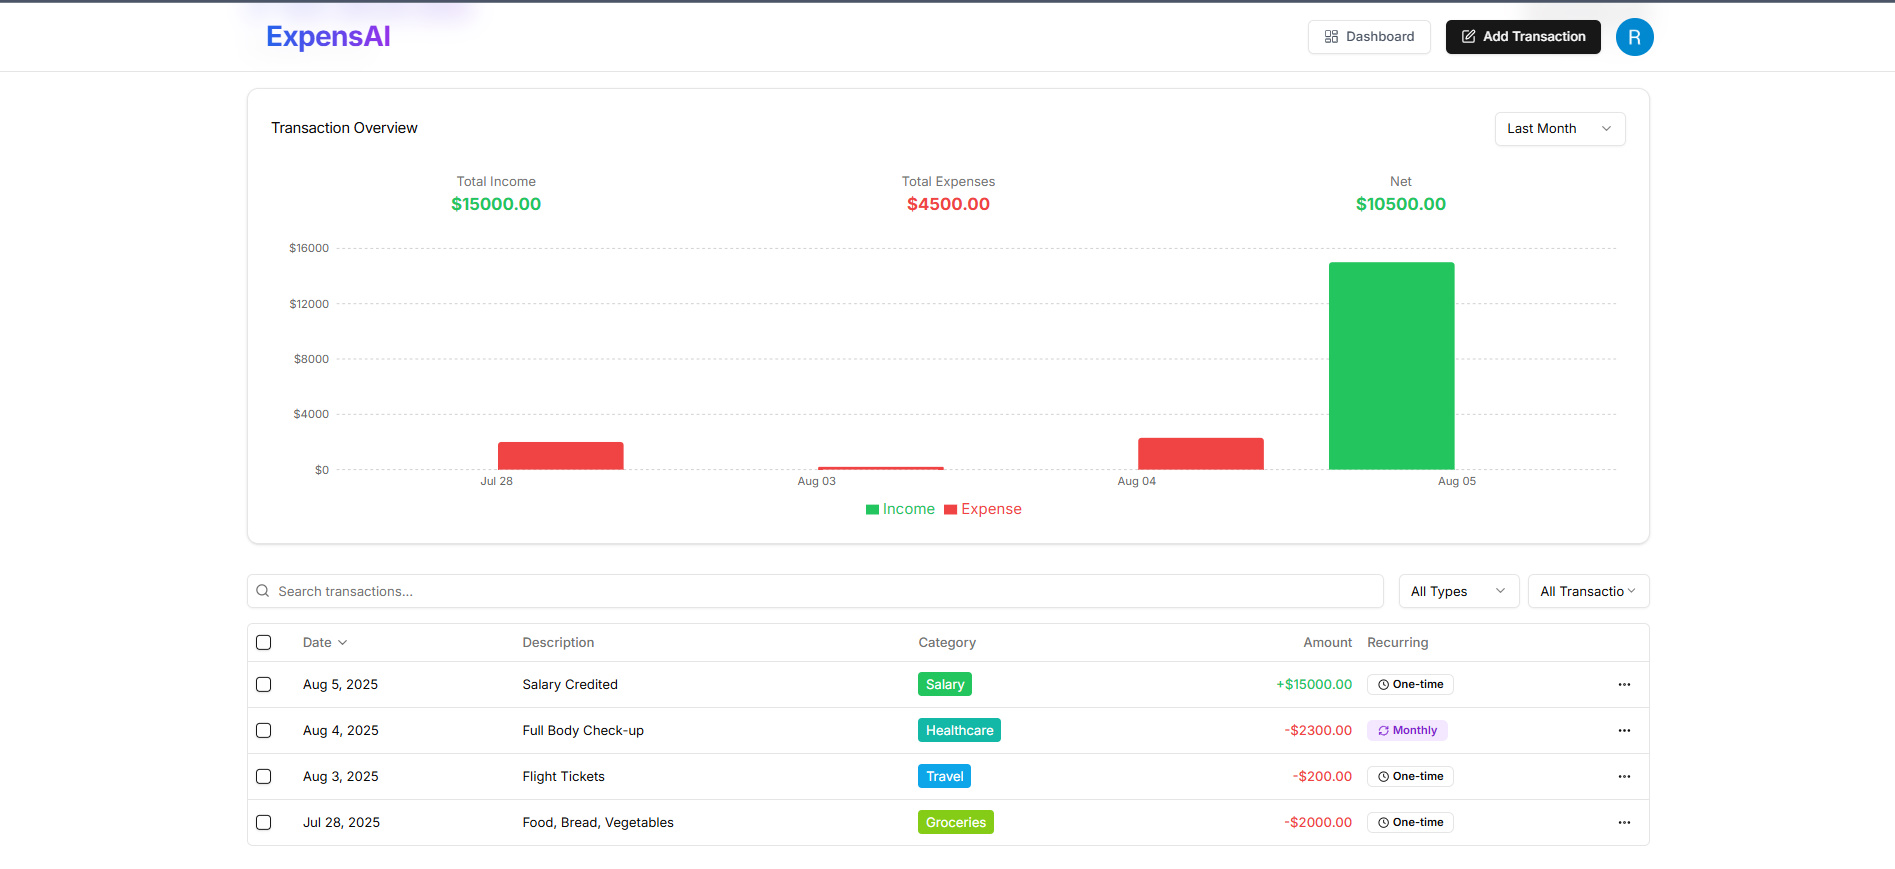 ExpensAI
Dashboard
Add Transaction
R
Transaction Overview
Last Month
Total Income
$15000.00
Total Expenses
$4500.00
Net
$10500.00
$16000
$12000
$8000
$4000
$0
Jul 28
Aug 03
Aug 04
Aug 05
Income
Expense
Search transactions...
All Types
All Transactio
Date Description Category Amount Recurring
Aug 5, 2025 Salary Credited Salary +$15000.00 One-time
Aug 4, 2025 Full Body Check-up Healthcare -$2300.00 Monthly
Aug 3, 2025 Flight Tickets Travel -$200.00 One-time
Jul 28, 2025 Food, Bread, Vegetables Groceries -$2000.00 One-time